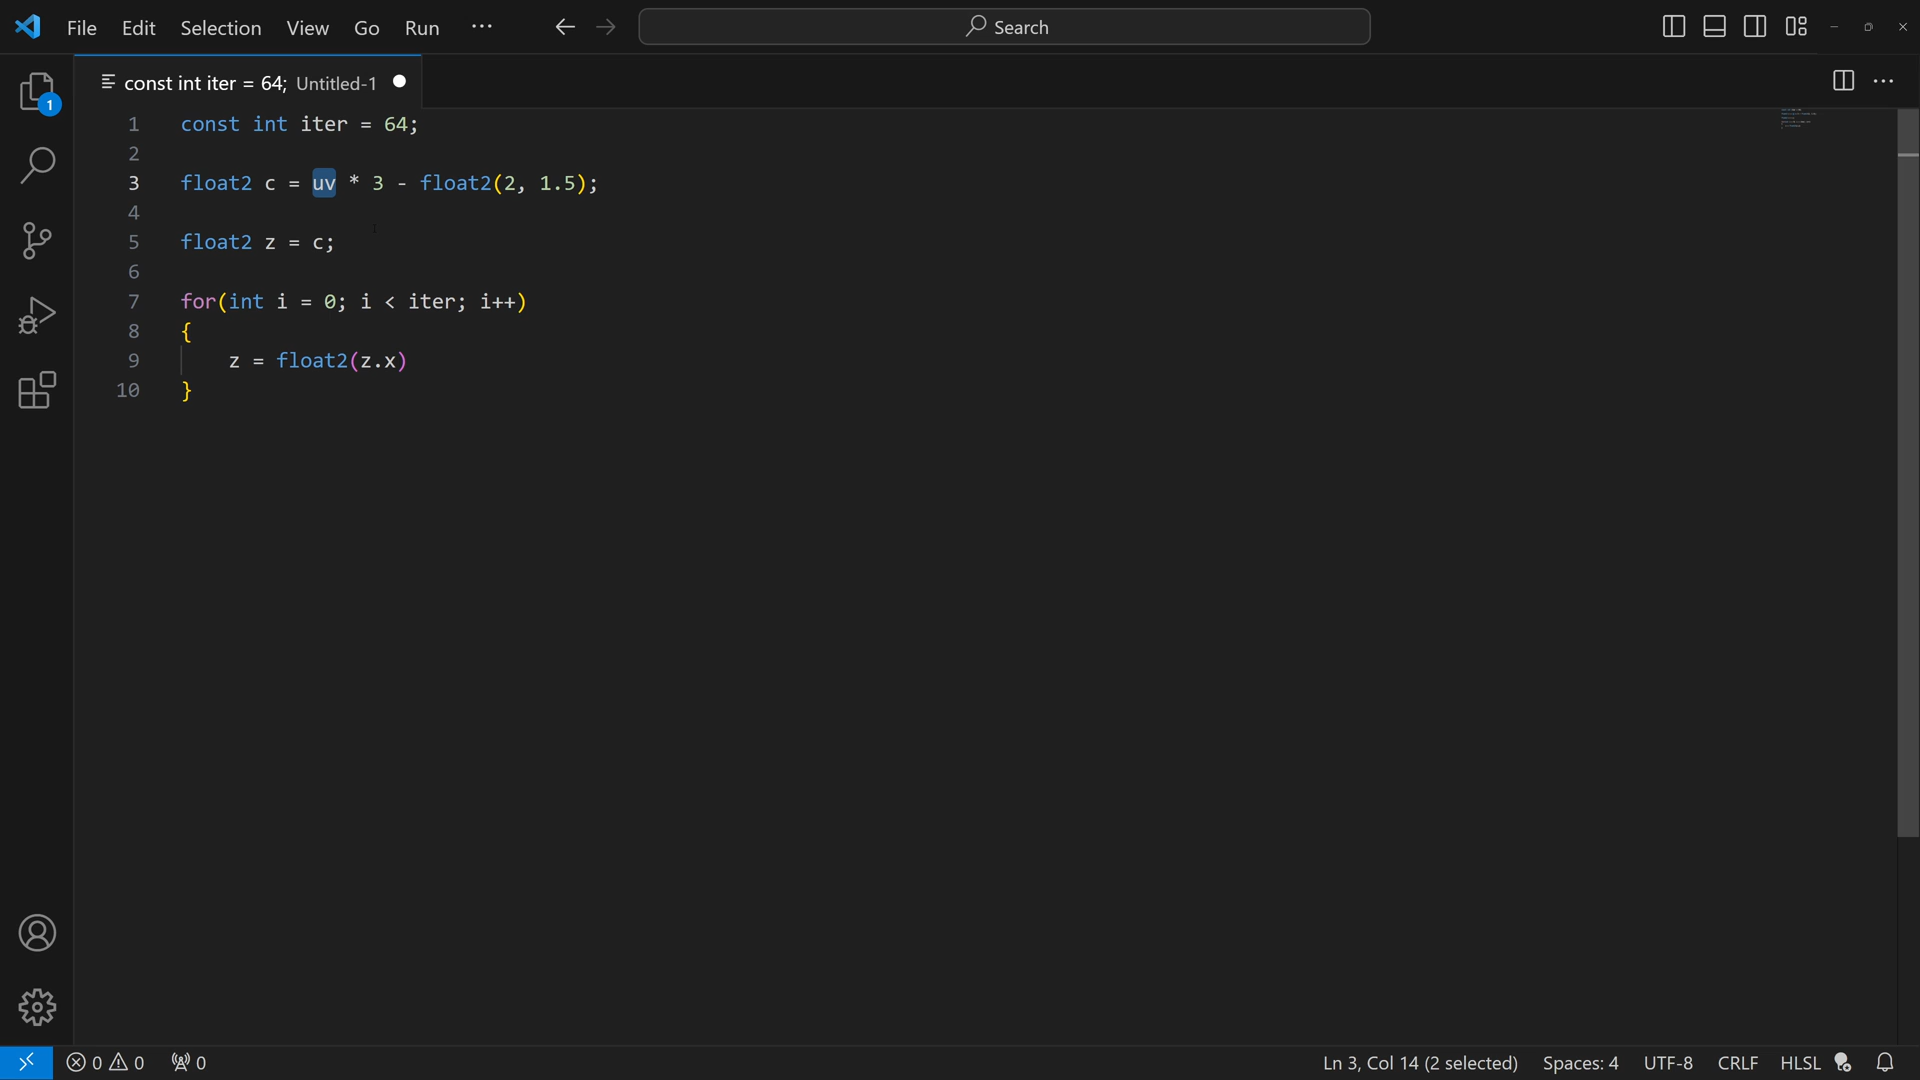 File Edit Selection View Go Run ··· Search
const int iter = 64; Untitled-1
1 const int iter = 64;
2
3 float2 c = uv * 3 - float2(2, 1.5);
4
5 float2 z = c;
6
7 for(int i = 0; i < iter; i++)
8 {
9 z = float2(z.x)
10 }
1
0 0 0 Ln 3, Col 14 (2 selected) Spaces: 4 UTF-8 CRLF HLSL